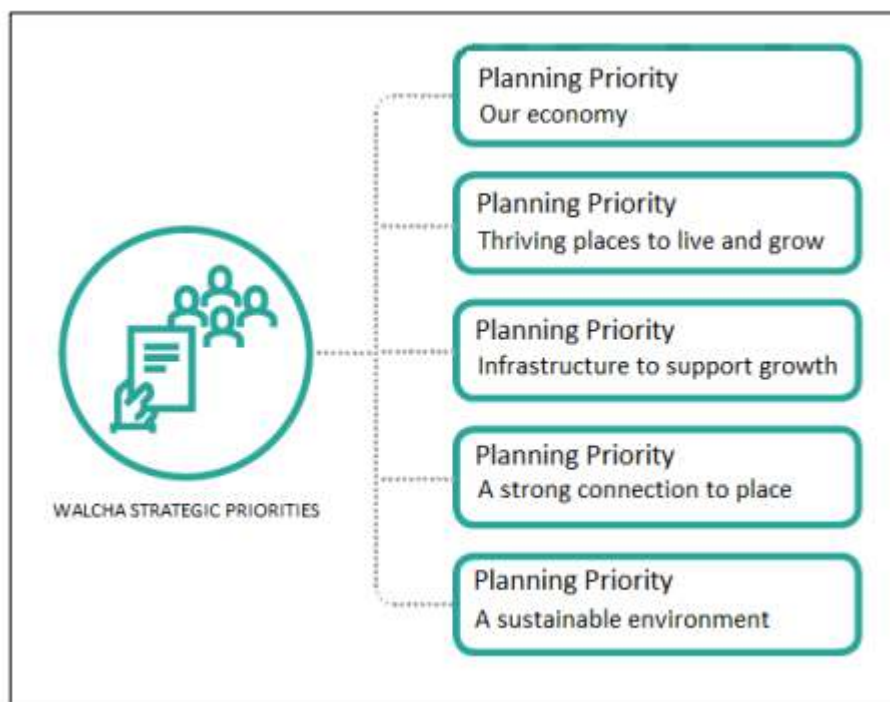 Planning Priority
Our economy
Planning Priority
Thriving places to live and grow
Planning Priority
Infrastructure to support growth
WALCHA STRATEGIC PRIORITIES
Planning Priority
A strong connection to place
Planning Priority
A sustainable environment